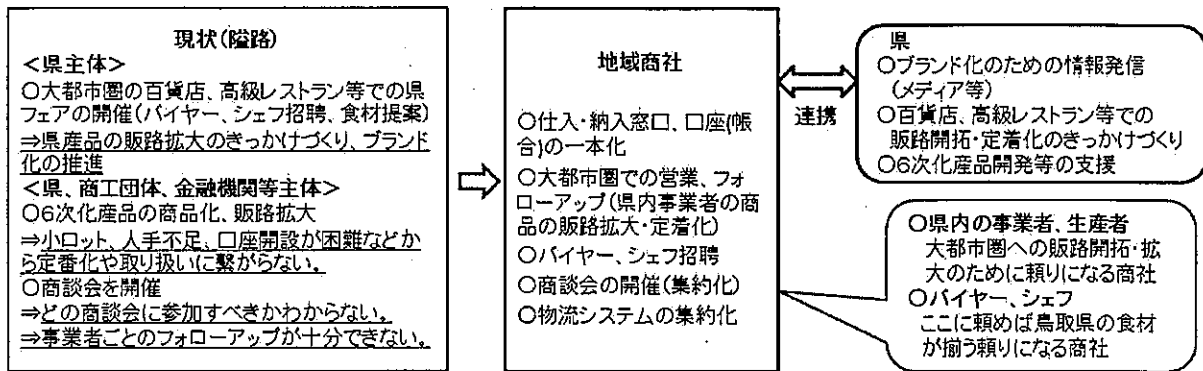 現状(隘路)
<県主体>
○大都市圏の百貨店、高級レストラン等での県
フェアの開催(バイヤー、シェフ招聘、食材提案)
⇒県産品の販路拡大のきっかけづくり、ブランド
化の推進
<県、商工団体、金融機関等主体>
○6次化産品の商品化、販路拡大
⇒小ロット、人手不足、口座開設が困難などか
ら定番化や取り扱いに繋がらない。
○商談会を開催
⇒どの商談会に参加すべきかわからない。
⇒事業者ごとのフォローアップが十分できない。
地域商社
○仕入・納入窓口、口座(帳
合)の一本化
○大都市圏での営業、フォ
ローアップ(県内事業者の商
品の販路拡大・定着化)
○バイヤー、シェフ招聘
○商談会の開催(集約化)
○物流システムの集約化
連携
県
○ブランド化のための情報発信
(メディア等)
○百貨店、高級レストラン等での
販路開拓・定着化のきっかけづくり
○6次化産品開発等の支援
○県内の事業者、生産者
大都市圏への販路開拓・拡
大のために頼りになる商社
○バイヤー、シェフ
ここに頼めば鳥取県の食材
が揃う頼りになる商社